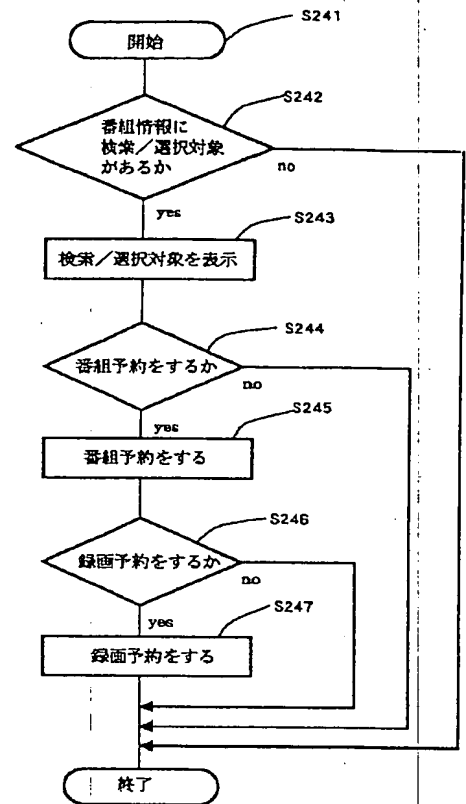 S241
開始
S242
番組情報に
検索／選択対象
があるか
no
yes
S243
検索／選択対象を表示
S244
番組予約をするか
no
yes
S245
番組予約をする
S246
録画予約をするか
no
yes
S247
録画予約をする
終了